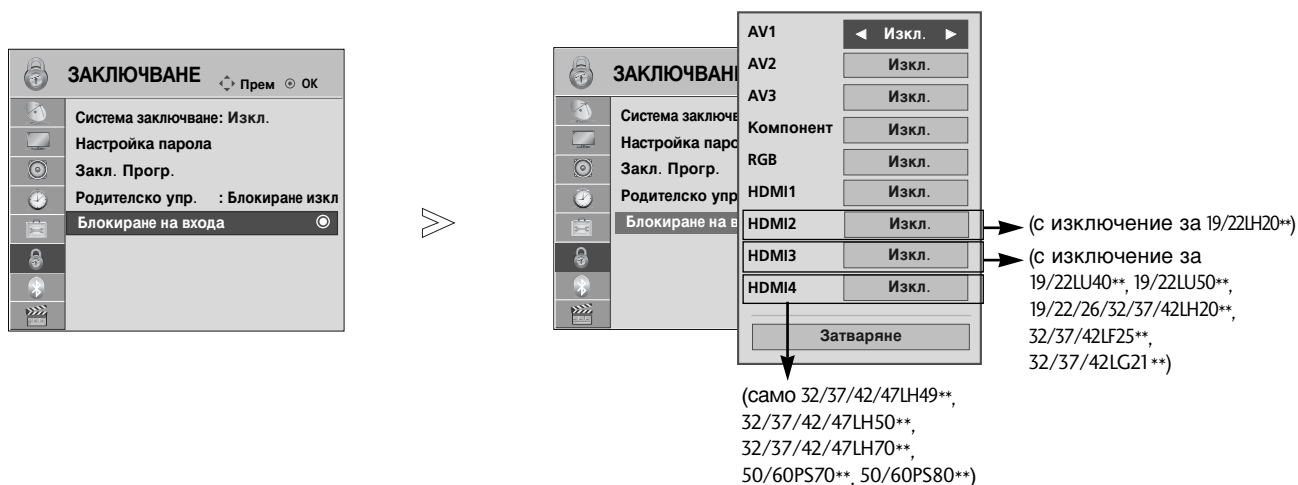 ЗАКЛЮЧВАНЕ
Прем
OK
Система заключване: Изкл.
Настройка парола
Закл. Прогр.
Родителско упр. : Блокиране изкл
Блокиране на входа
ЗАКЛЮЧВАН
Система заключв
Настройка паро
Закл. Прогр.
Родителско упр
Блокиране на в
AV1 ◄ Изкл. ►
AV2 Изкл.
AV3 Изкл.
Компонент Изкл.
RGB Изкл.
HDMI1 Изкл.
HDMI2 Изкл.
HDMI3 Изкл.
HDMI4 Изкл.
Затваряне
(с изключение за 19/22LH20**)
(с изключение за
19/22LU40**, 19/22LU50**,
19/22/26/32/37/42LH20**,
32/37/42LF25**,
32/37/42LG21**)
(само 32/37/42/47LH49**,
32/37/42/47LH50**,
32/37/42/47LH70**,
50/60PS70**, 50/60PS80**)